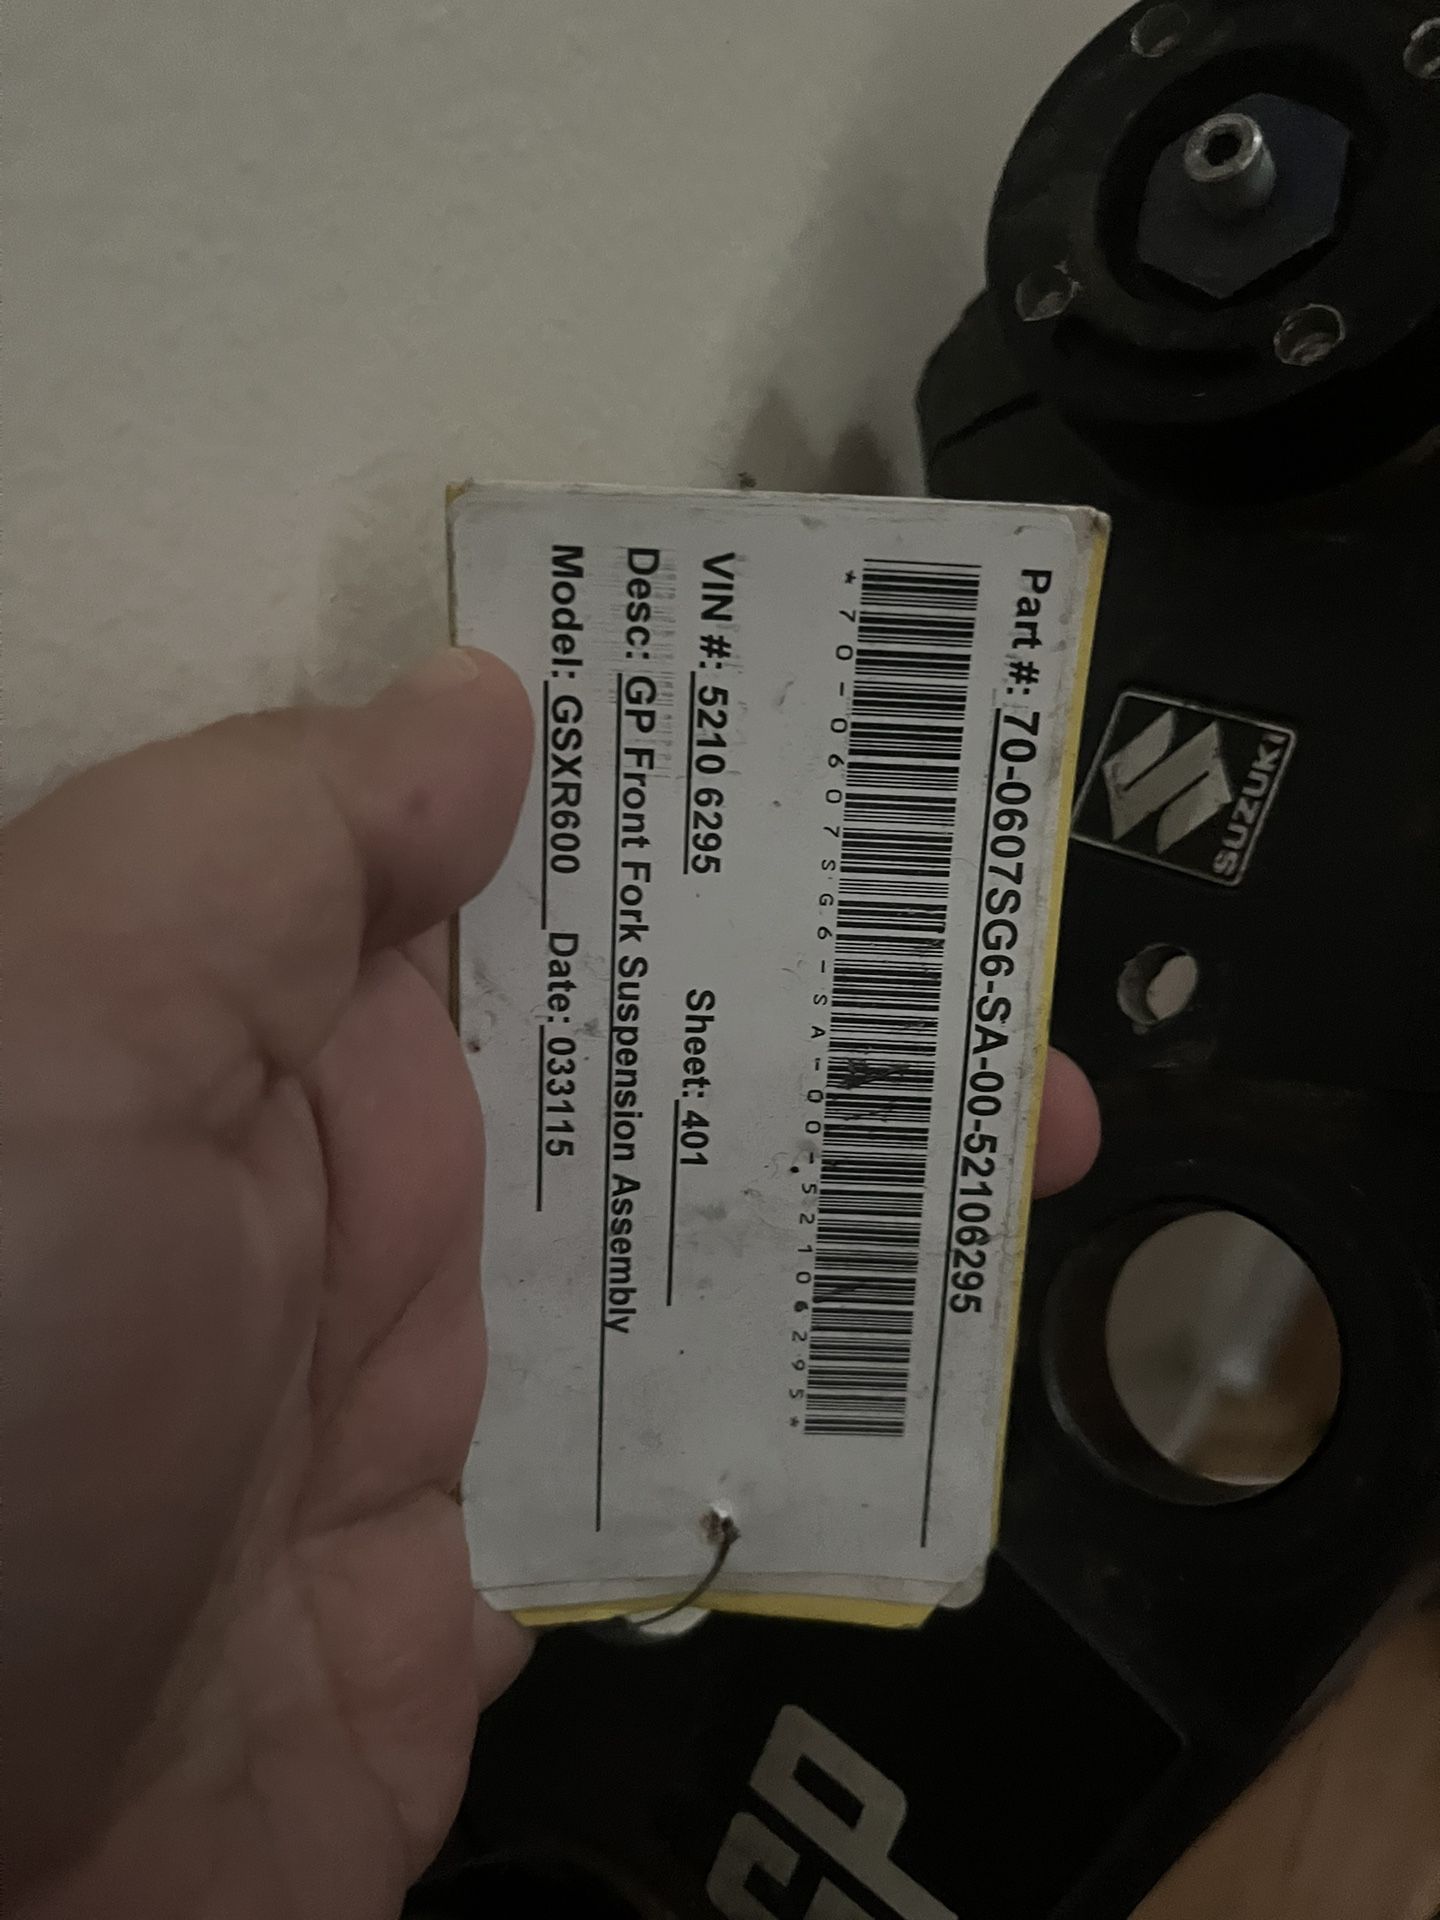 Part #: 70-0607SG6-SA-00-52106295
*70-0607SG6-SA-00-52106295*
VIN #: 5210 6295 Sheet: 401
Desc: GP Front Fork Suspension Assembly
Model: GSXR600 Date: 033115
SUZUKI
GP